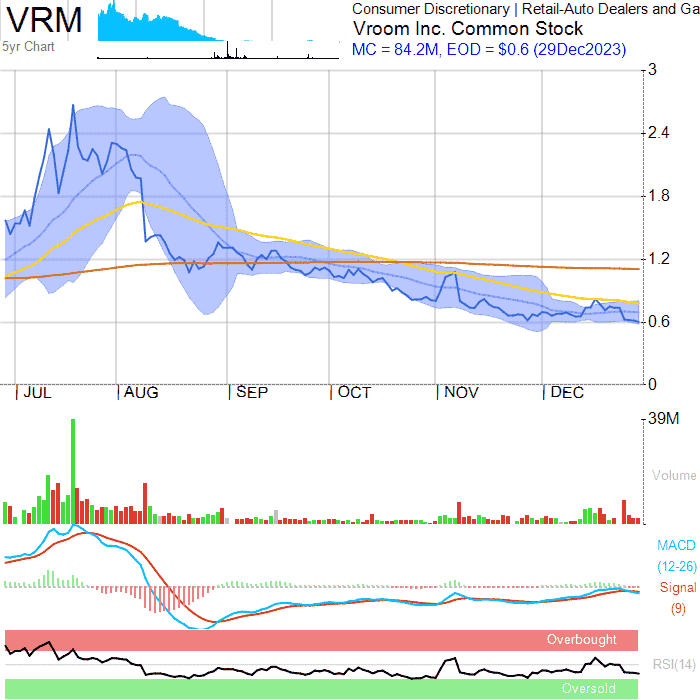 VRM
5yr Chart
Consumer Discretionary | Retail-Auto Dealers and Ga
Vroom Inc. Common Stock
MC = 84.2M, EOD = $0.6 (29Dec2023)
3
2.4
1.8
1.2
0.6
0
JUL AUG SEP OCT NOV DEC
39M
Volume
MACD
(12-26)
Signal
(9)
Overbought
RSI(14)
Oversold